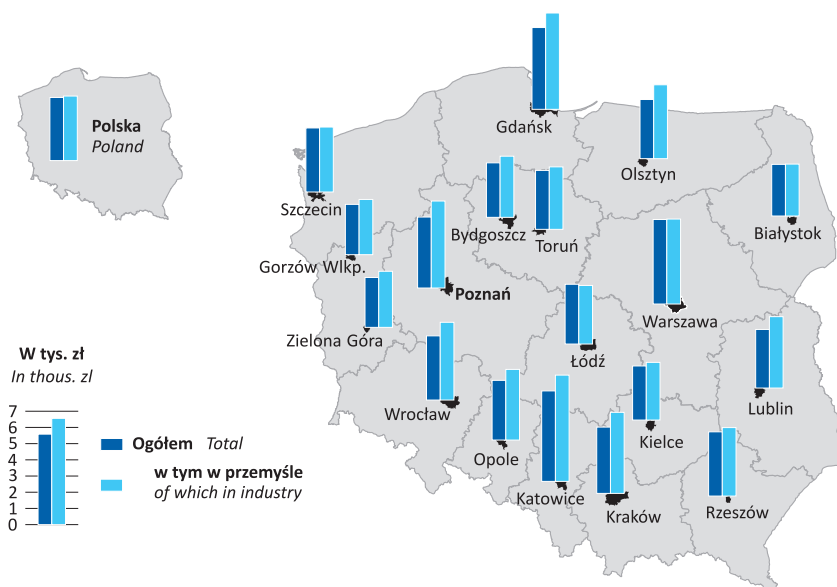 Polska
Poland
Gdańsk
Olsztyn
Szczecin
Bydgoszcz
Toruń
Białystok
Gorzów Wlkp.
Poznań
Warszawa
Zielona Góra
Łódź
W tys. zł
In thous. zl
7
6
5
4
3
2
1
0
Ogółem Total
w tym w przemyśle
of which in industry
Wrocław
Lublin
Kielce
Opole
Katowice
Kraków
Rzeszów